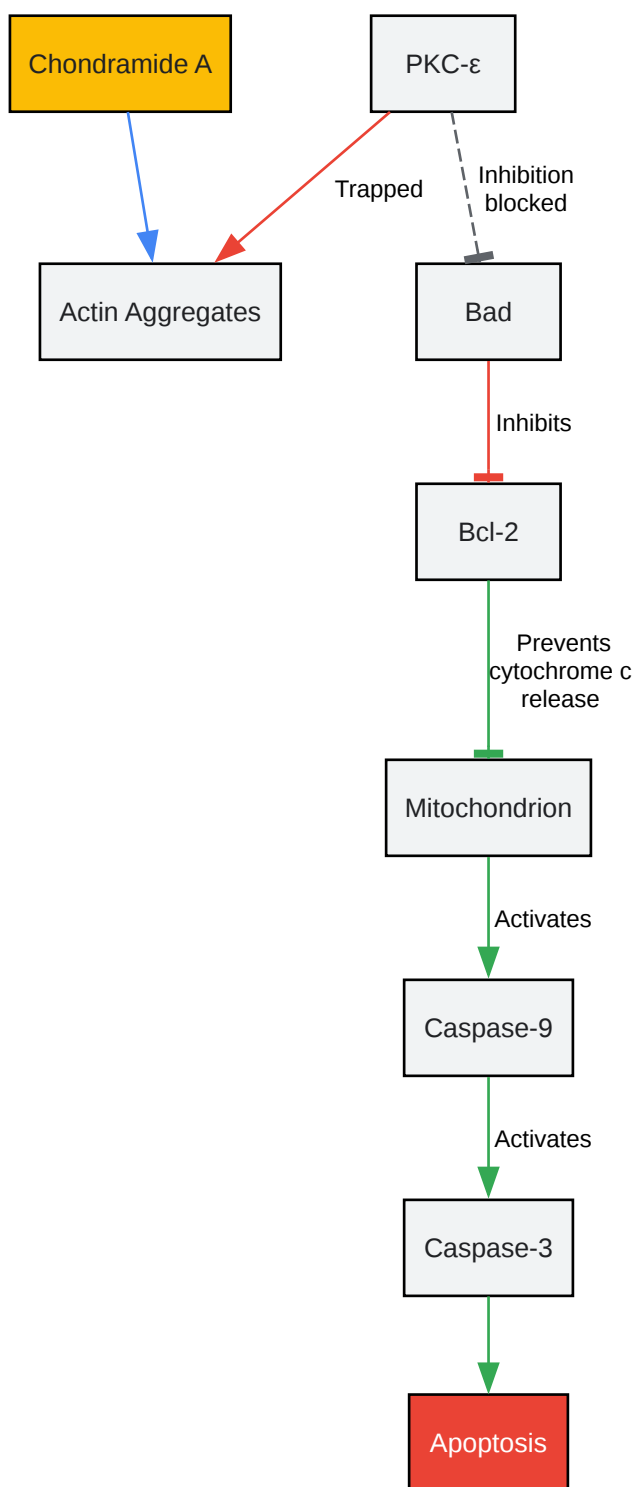 Chondramide A
PKC-ε
Trapped
Inhibition
blocked
Actin Aggregates
Bad
Inhibits
Bcl-2
Prevents
cytochrome c
release
Mitochondrion
Activates
Caspase-9
Activates
Caspase-3
Apoptosis